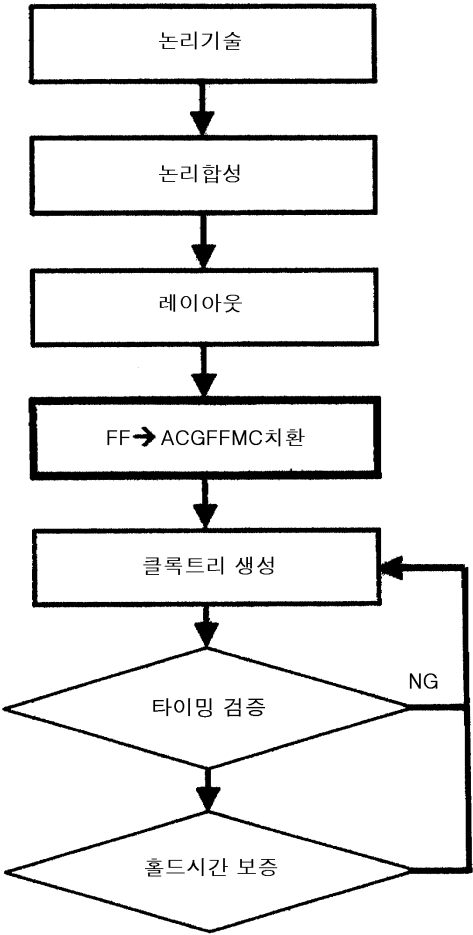 논리기술
논리합성
레이아웃
FF→ACGFFMC치환
클록트리 생성
타이밍 검증
NG
홀드시간 보증